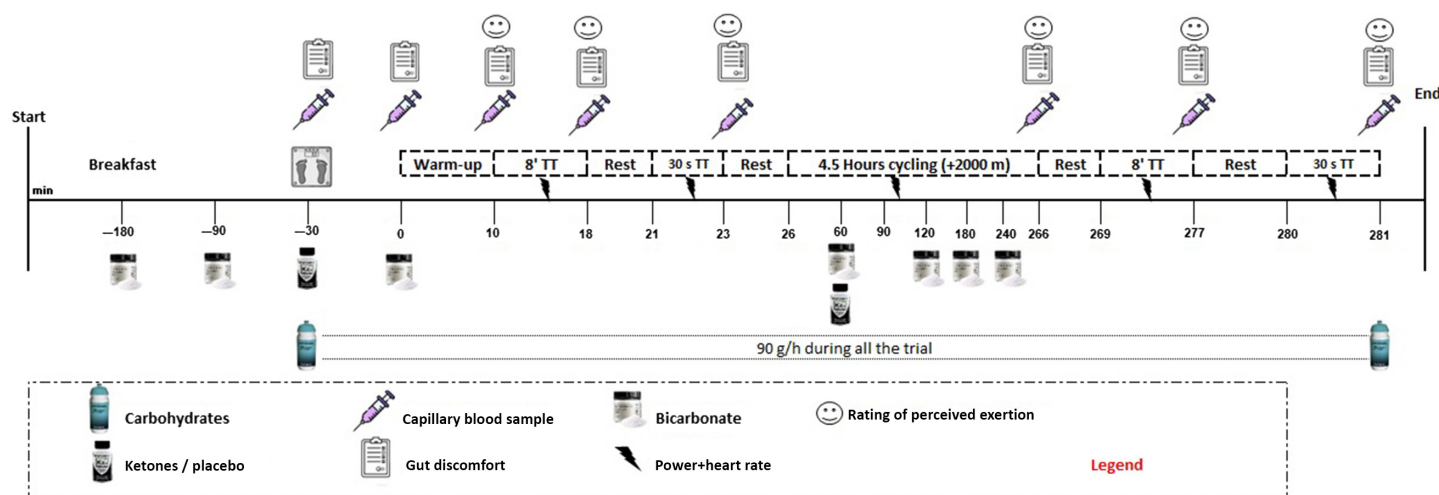 Start
End
Breakfast
Warm-up
8' TT
Rest
30 s TT
Rest
4.5 Hours cycling (+2000 m)
Rest
8' TT
Rest
30 s TT
min
—180
—90
—30
0
10
18
21
23
26
60
90
120
180
240
266
269
277
280
281
90 g/h during all the trial
Carbohydrates
Capillary blood sample
Bicarbonate
Rating of perceived exertion
Ketones / placebo
Gut discomfort
Power+heart rate
Legend